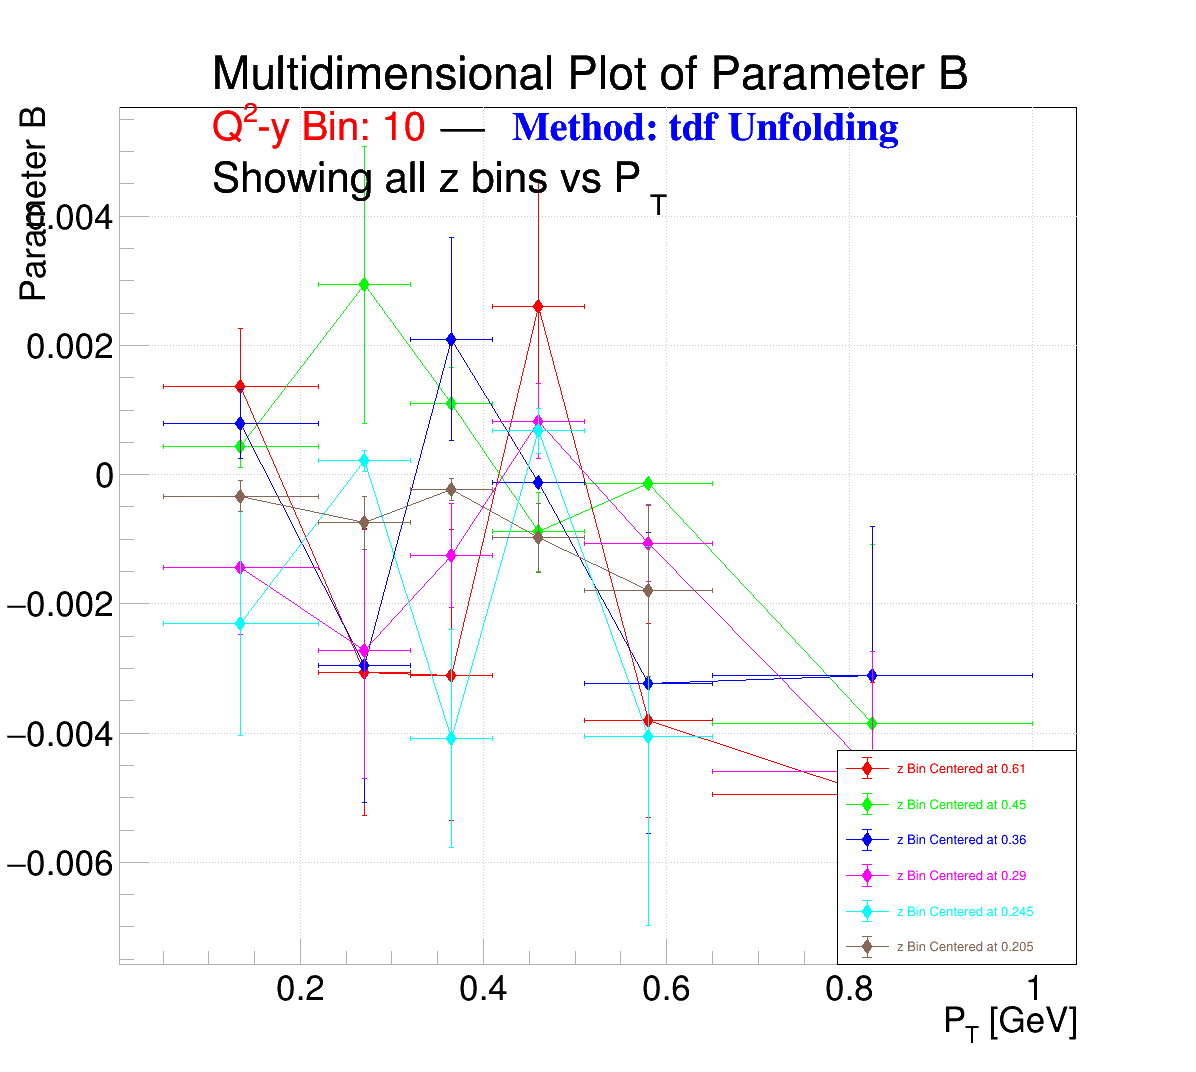 Multidimensional Plot of Parameter B
Q²-y Bin: 10 — Method: tdf Unfolding
Showing all z bins vs P_T
Parameter B
0.004
0.002
0
−0.002
−0.004
−0.006
z Bin Centered at 0.61
z Bin Centered at 0.45
z Bin Centered at 0.36
z Bin Centered at 0.29
z Bin Centered at 0.245
z Bin Centered at 0.205
0.2 0.4 0.6 0.8 1
P_T [GeV]